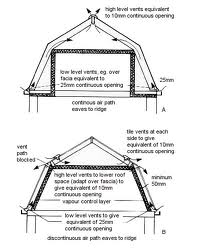 high level vents equivalent
to 10mm continuous opening
low level vents, eg. over
facia equivalent to
25mm continuous opening
25mm
continous air path
eaves to ridge
A
tile vents at each
side to give equivalent
of 10mm continuous
opening
vent
path
blocked
high level vents to lower roof
space (adapt over fascia) to
give equivalent of 10mm
continuous opening
vapour control layer
minimum
50mm
low level to give
equivalent of 25mm
continuous opening
B
discontinuous air path eaves to ridge